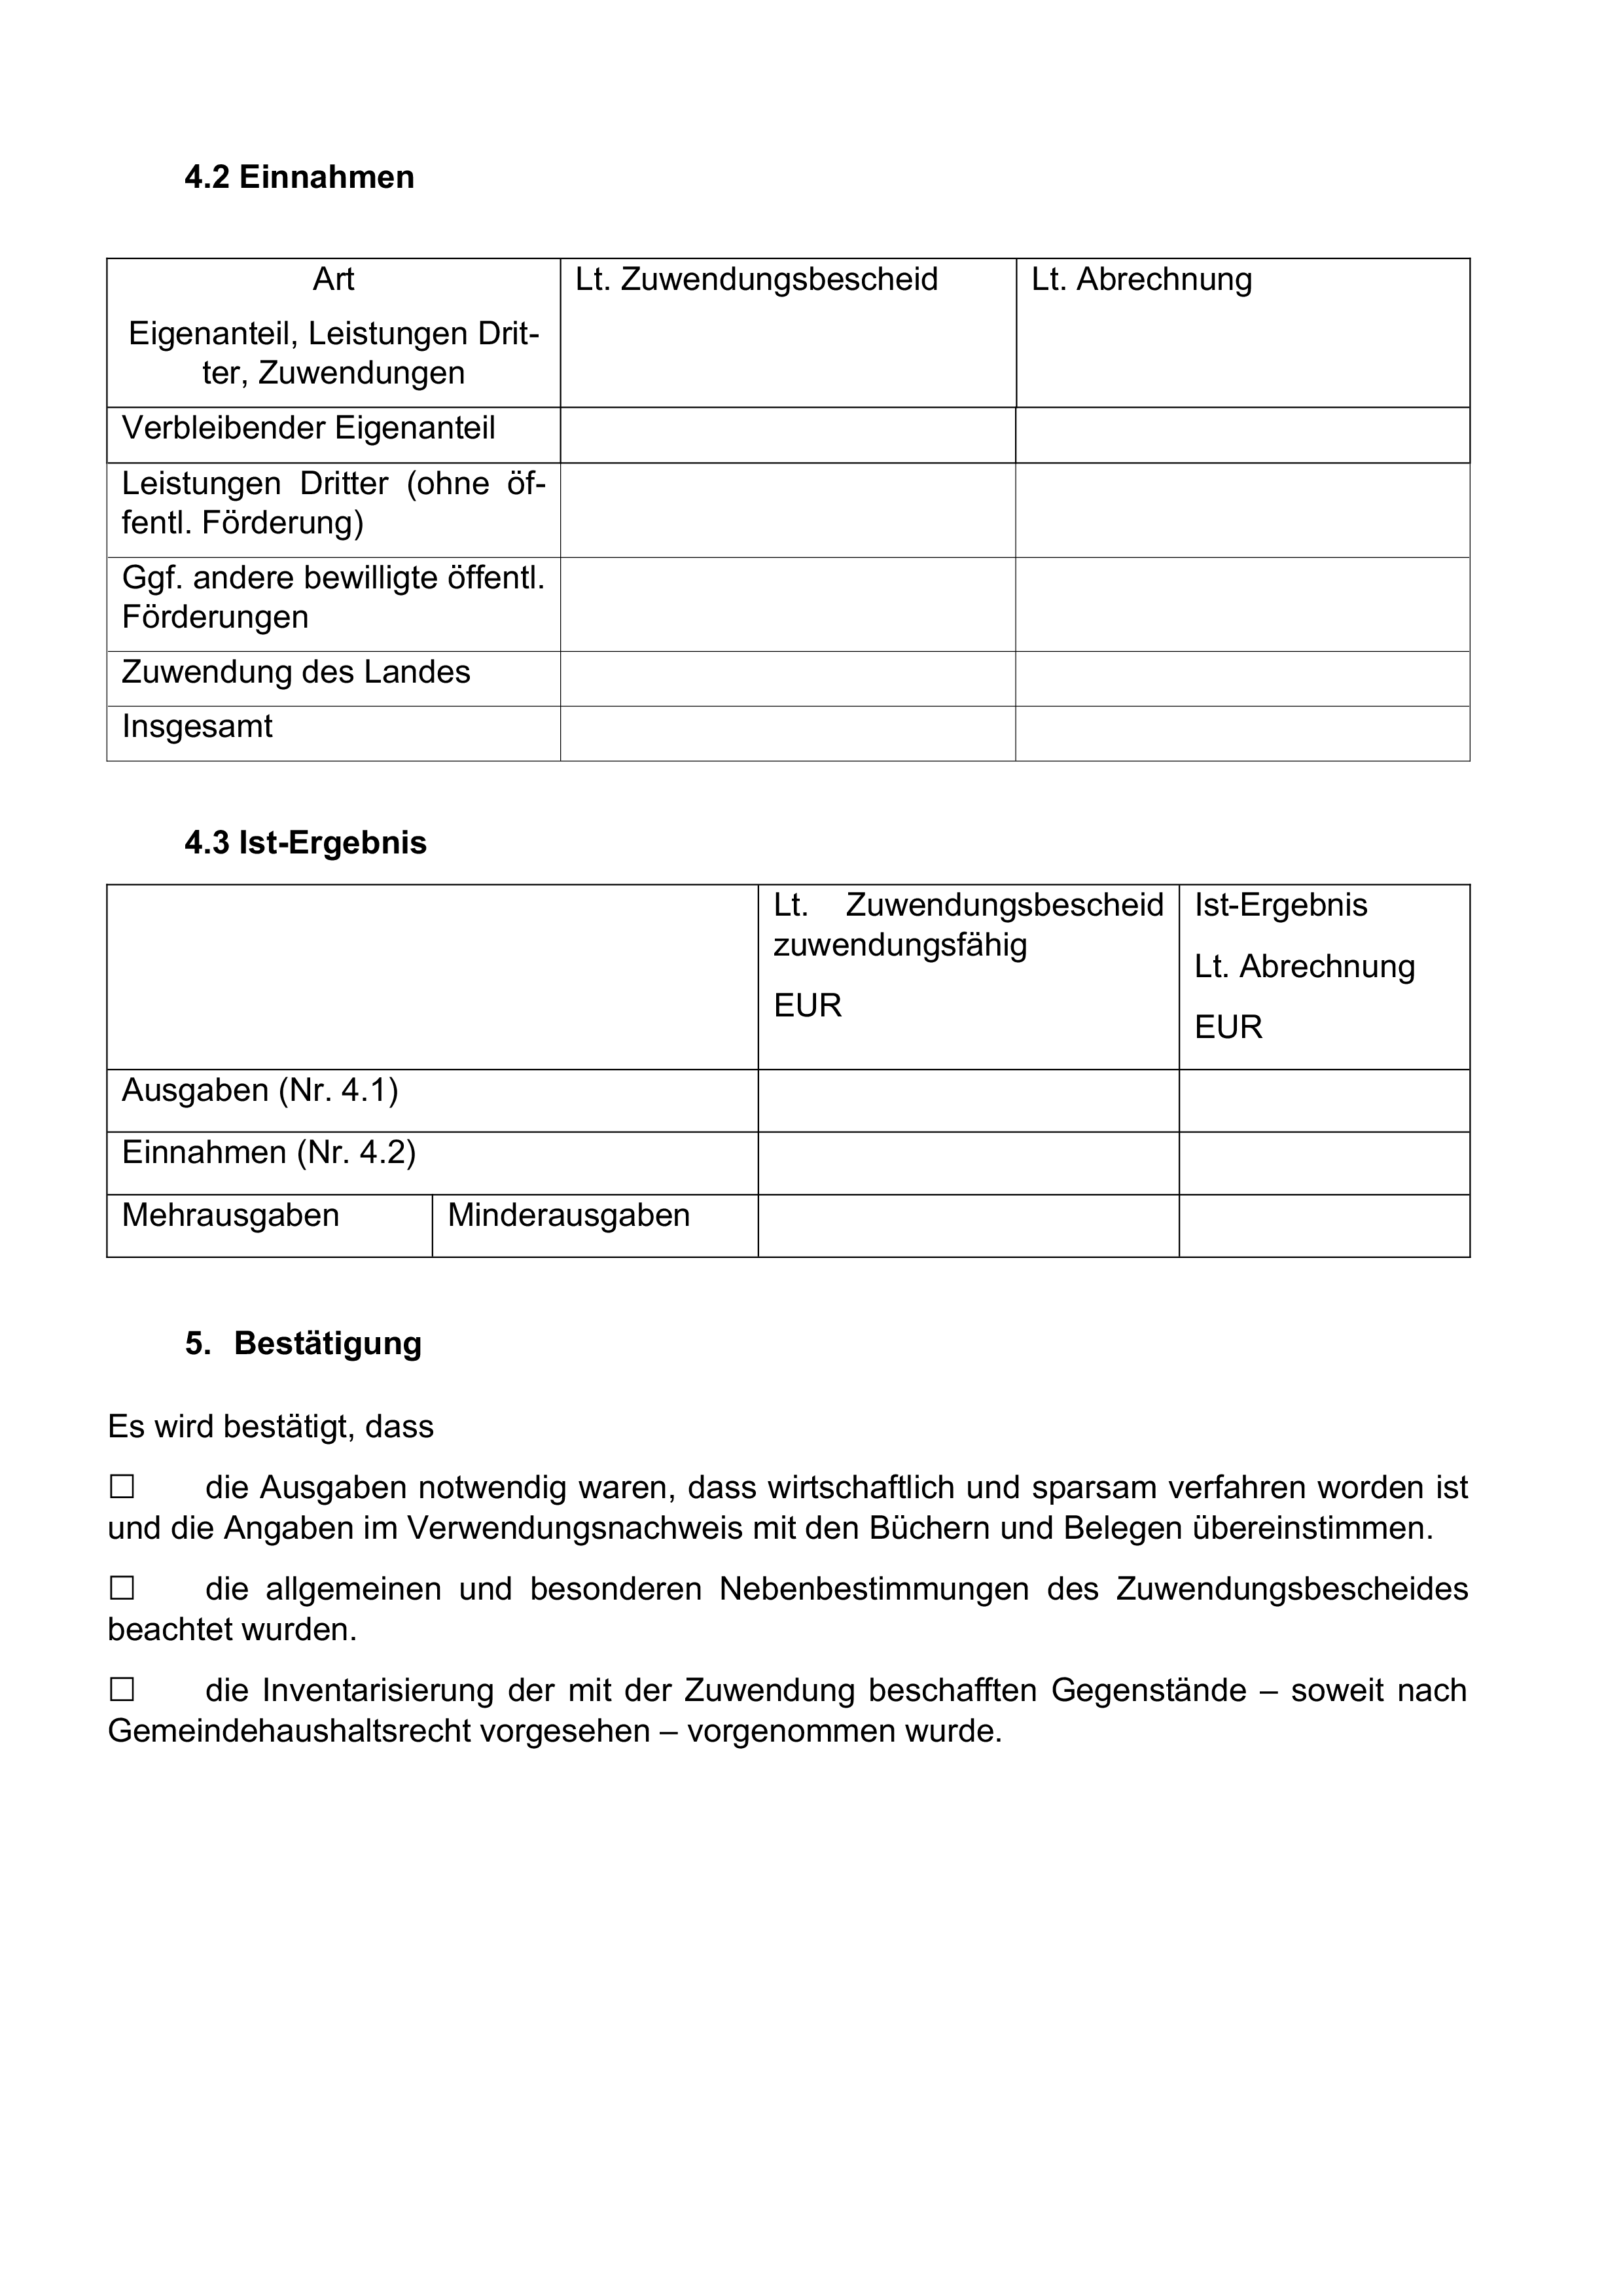 4.2 Einnahmen
Art
Eigenanteil, Leistungen Drit-
ter, Zuwendungen
Lt. Zuwendungsbescheid
Lt. Abrechnung
Verbleibender Eigenanteil
Leistungen Dritter (ohne öf-
fentl. Förderung)
Ggf. andere bewilligte öffentl.
Förderungen
Zuwendung des Landes
Insgesamt
4.3 Ist-Ergebnis
Lt. Zuwendungsbescheid
zuwendungsfähig
EUR
Ist-Ergebnis
Lt. Abrechnung
EUR
Ausgaben (Nr. 4.1)
Einnahmen (Nr. 4.2)
Mehrausgaben
Minderausgaben
5. Bestätigung
Es wird bestätigt, dass
☐ die Ausgaben notwendig waren, dass wirtschaftlich und sparsam verfahren worden ist
und die Angaben im Verwendungsnachweis mit den Büchern und Belegen übereinstimmen.
☐ die allgemeinen und besonderen Nebenbestimmungen des Zuwendungsbescheides
beachtet wurden.
☐ die Inventarisierung der mit der Zuwendung beschafften Gegenstände – soweit nach
Gemeindehaushaltsrecht vorgesehen – vorgenommen wurde.